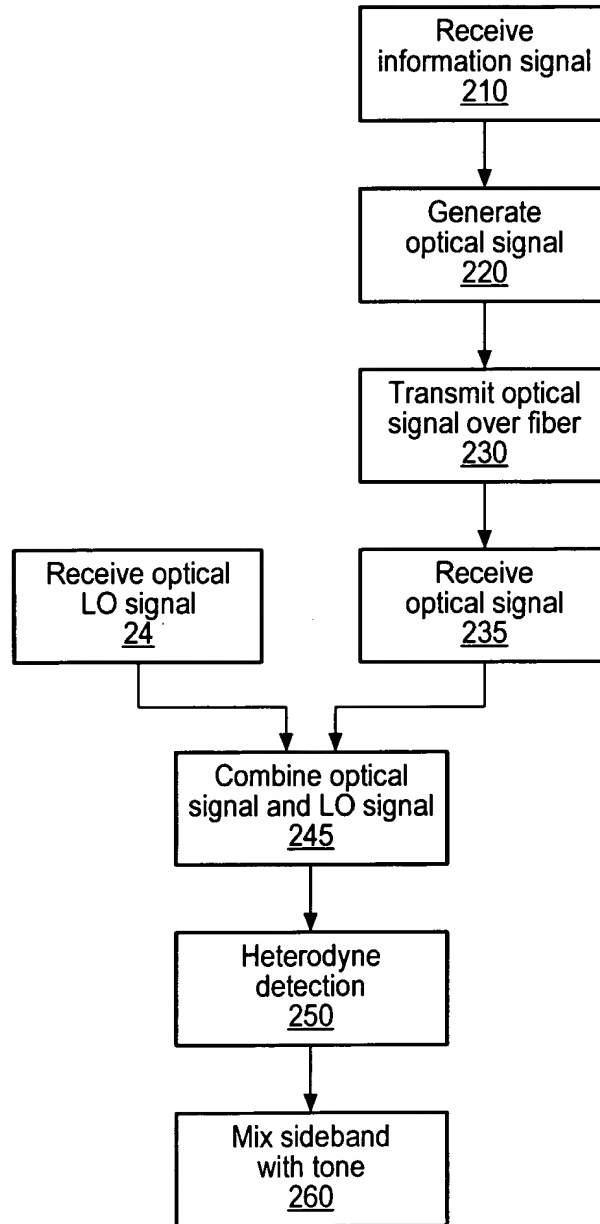 Receive
information signal
210
Generate
optical signal
220
Transmit optical
signal over fiber
230
Receive optical
LO signal
24
Receive
optical signal
235
Combine optical
signal and LO signal
245
Heterodyne
detection
250
Mix sideband
with tone
260